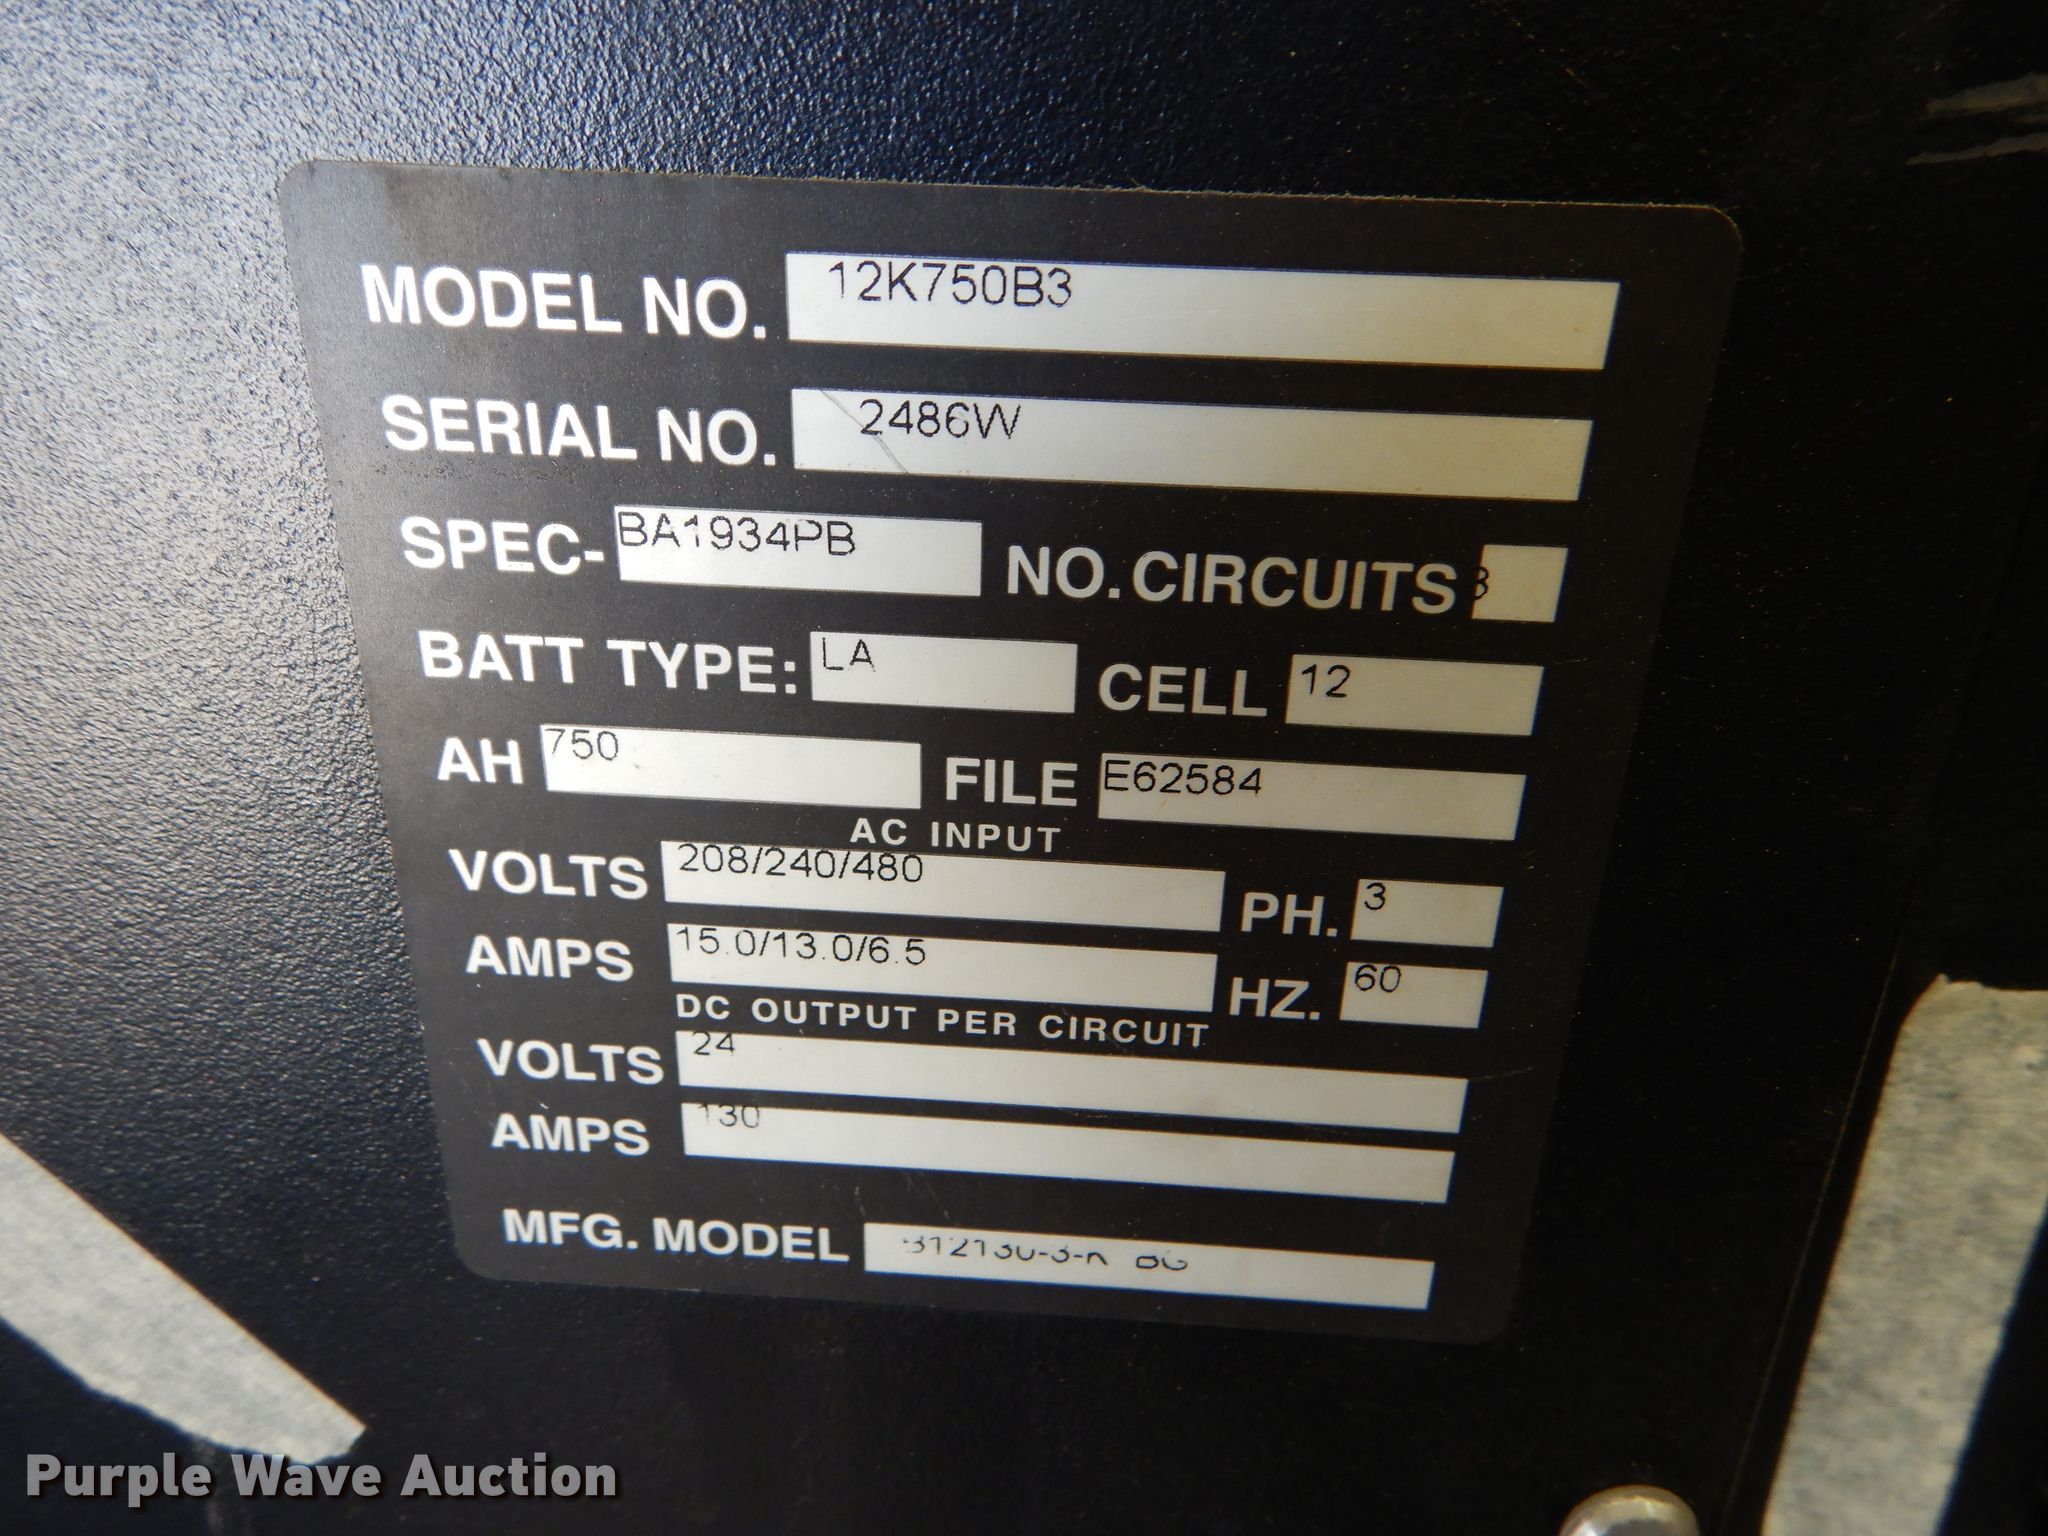 MODEL NO. 12K750B3
SERIAL NO. 2486W
SPEC- BA1934PB NO. CIRCUITS 3
BATT TYPE: LA CELL 12
AH 750 FILE E62584
AC INPUT
VOLTS 208/240/480 PH. 3
AMPS 15.0/13.0/6.5 HZ. 60
DC OUTPUT PER CIRCUIT
VOLTS 24
AMPS 130
MFG. MODEL
Purple Wave Auction